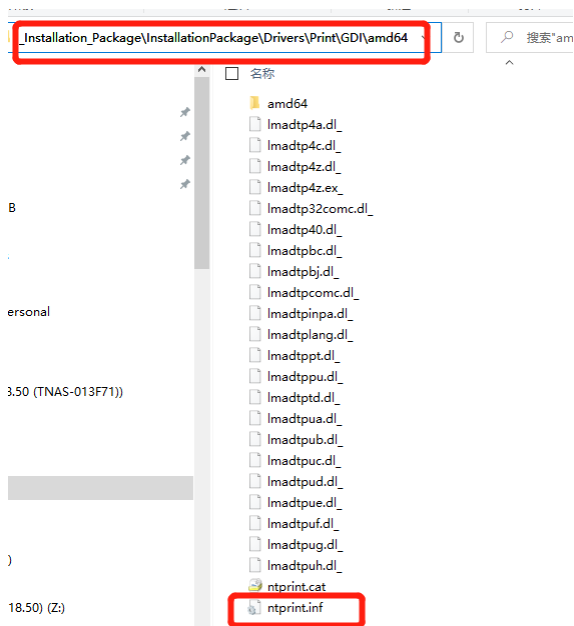 _Installation_Package\InstallationPackage\Drivers\Print\GDI\amd64
搜索"am
名称
amd64
lmadtp4a.dl_
lmadtp4c.dl_
lmadtp4z.dl_
lmadtp4z.ex_
lmadtp32comc.dl_
lmadtp40.dl_
lmadtpbc.dl_
lmadtpbj.dl_
lmadtpcomc.dl_
lmadtpinpa.dl_
lmadtplang.dl_
lmadtppt.dl_
lmadtppu.dl_
lmadtptd.dl_
lmadtpua.dl_
lmadtpub.dl_
lmadtpuc.dl_
lmadtpud.dl_
lmadtpue.dl_
lmadtpuf.dl_
lmadtpug.dl_
lmadtpuh.dl_
ntprint.cat
ntprint.inf
B
ersonal
3.50 (TNAS-013F71))
)
18.50) (Z:)